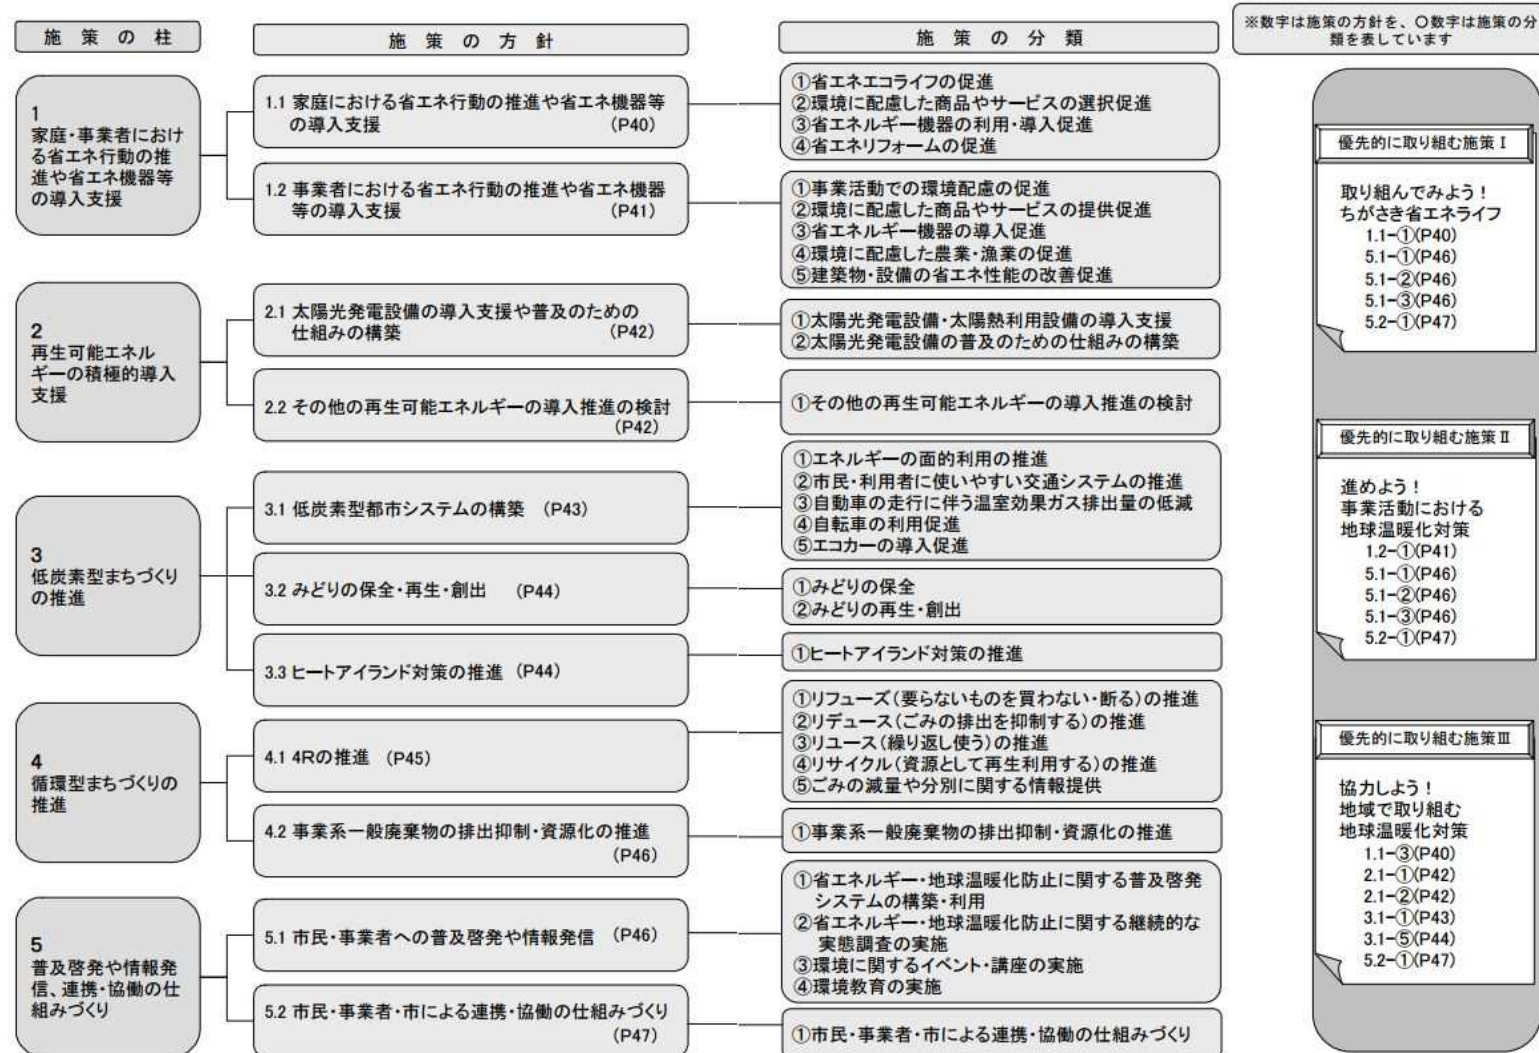 施策の柱
施策の方針
施策の分類
※数字は施策の方針を、〇数字は施策の分
類を表しています
1
家庭・事業者におけ
る省エネ行動の推
進や省エネ機器等
の導入支援
1.1 家庭における省エネ行動の推進や省エネ機器等
の導入支援 (P40)
①省エネエコライフの促進
②環境に配慮した商品やサービスの選択促進
③省エネルギー機器の利用・導入促進
④省エネリフォームの促進
1.2 事業者における省エネ行動の推進や省エネ機器
等の導入支援 (P41)
①事業活動での環境配慮の促進
②環境に配慮した商品やサービスの提供促進
③省エネルギー機器の導入促進
④環境に配慮した農業・漁業の促進
⑤建築物・設備の省エネ性能の改善促進
2
再生可能エネル
ギーの積極的導入
支援
2.1 太陽光発電設備の導入支援や普及のための
仕組みの構築 (P42)
①太陽光発電設備・太陽熱利用設備の導入支援
②太陽光発電設備の普及のための仕組みの構築
2.2 その他の再生可能エネルギーの導入推進の検討
(P42)
①その他の再生可能エネルギーの導入推進の検討
3
低炭素型まちづくり
の推進
3.1 低炭素型都市システムの構築 (P43)
①エネルギーの面的利用の推進
②市民・利用者に使いやすい交通システムの推進
③自動車の走行に伴う温室効果ガス排出量の低減
④自転車の利用促進
⑤エコカーの導入促進
3.2 みどりの保全・再生・創出 (P44)
①みどりの保全
②みどりの再生・創出
3.3 ヒートアイランド対策の推進 (P44)
①ヒートアイランド対策の推進
4
循環型まちづくりの
推進
4.1 4Rの推進 (P45)
①リフューズ(要らないものを買わない・断る)の推進
②リデュース(ごみの排出を抑制する)の推進
③リユース(繰り返し使う)の推進
④リサイクル(資源として再生利用する)の推進
⑤ごみの減量や分別に関する情報提供
4.2 事業系一般廃棄物の排出抑制・資源化の推進
(P46)
①事業系一般廃棄物の排出抑制・資源化の推進
5
普及啓発や情報発
信、連携・協働の仕
組みづくり
5.1 市民・事業者への普及啓発や情報発信 (P46)
①省エネルギー・地球温暖化防止に関する普及啓発
システムの構築・利用
②省エネルギー・地球温暖化防止に関する継続的な
実態調査の実施
③環境に関するイベント・講座の実施
④環境教育の実施
5.2 市民・事業者・市による連携・協働の仕組みづくり
(P47)
①市民・事業者・市による連携・協働の仕組みづくり
優先的に取り組む施策Ⅰ
取り組んでみよう!
ちがさき省エネライフ
1.1-①(P40)
5.1-①(P46)
5.1-②(P46)
5.1-③(P46)
5.2-①(P47)
優先的に取り組む施策Ⅱ
進めよう!
事業活動における
地球温暖化対策
1.2-①(P41)
5.1-①(P46)
5.1-②(P46)
5.1-③(P46)
5.2-①(P47)
優先的に取り組む施策Ⅲ
協力しよう!
地域で取り組む
地球温暖化対策
1.1-③(P40)
2.1-①(P42)
2.1-②(P42)
3.1-①(P43)
3.1-⑤(P44)
5.2-①(P47)